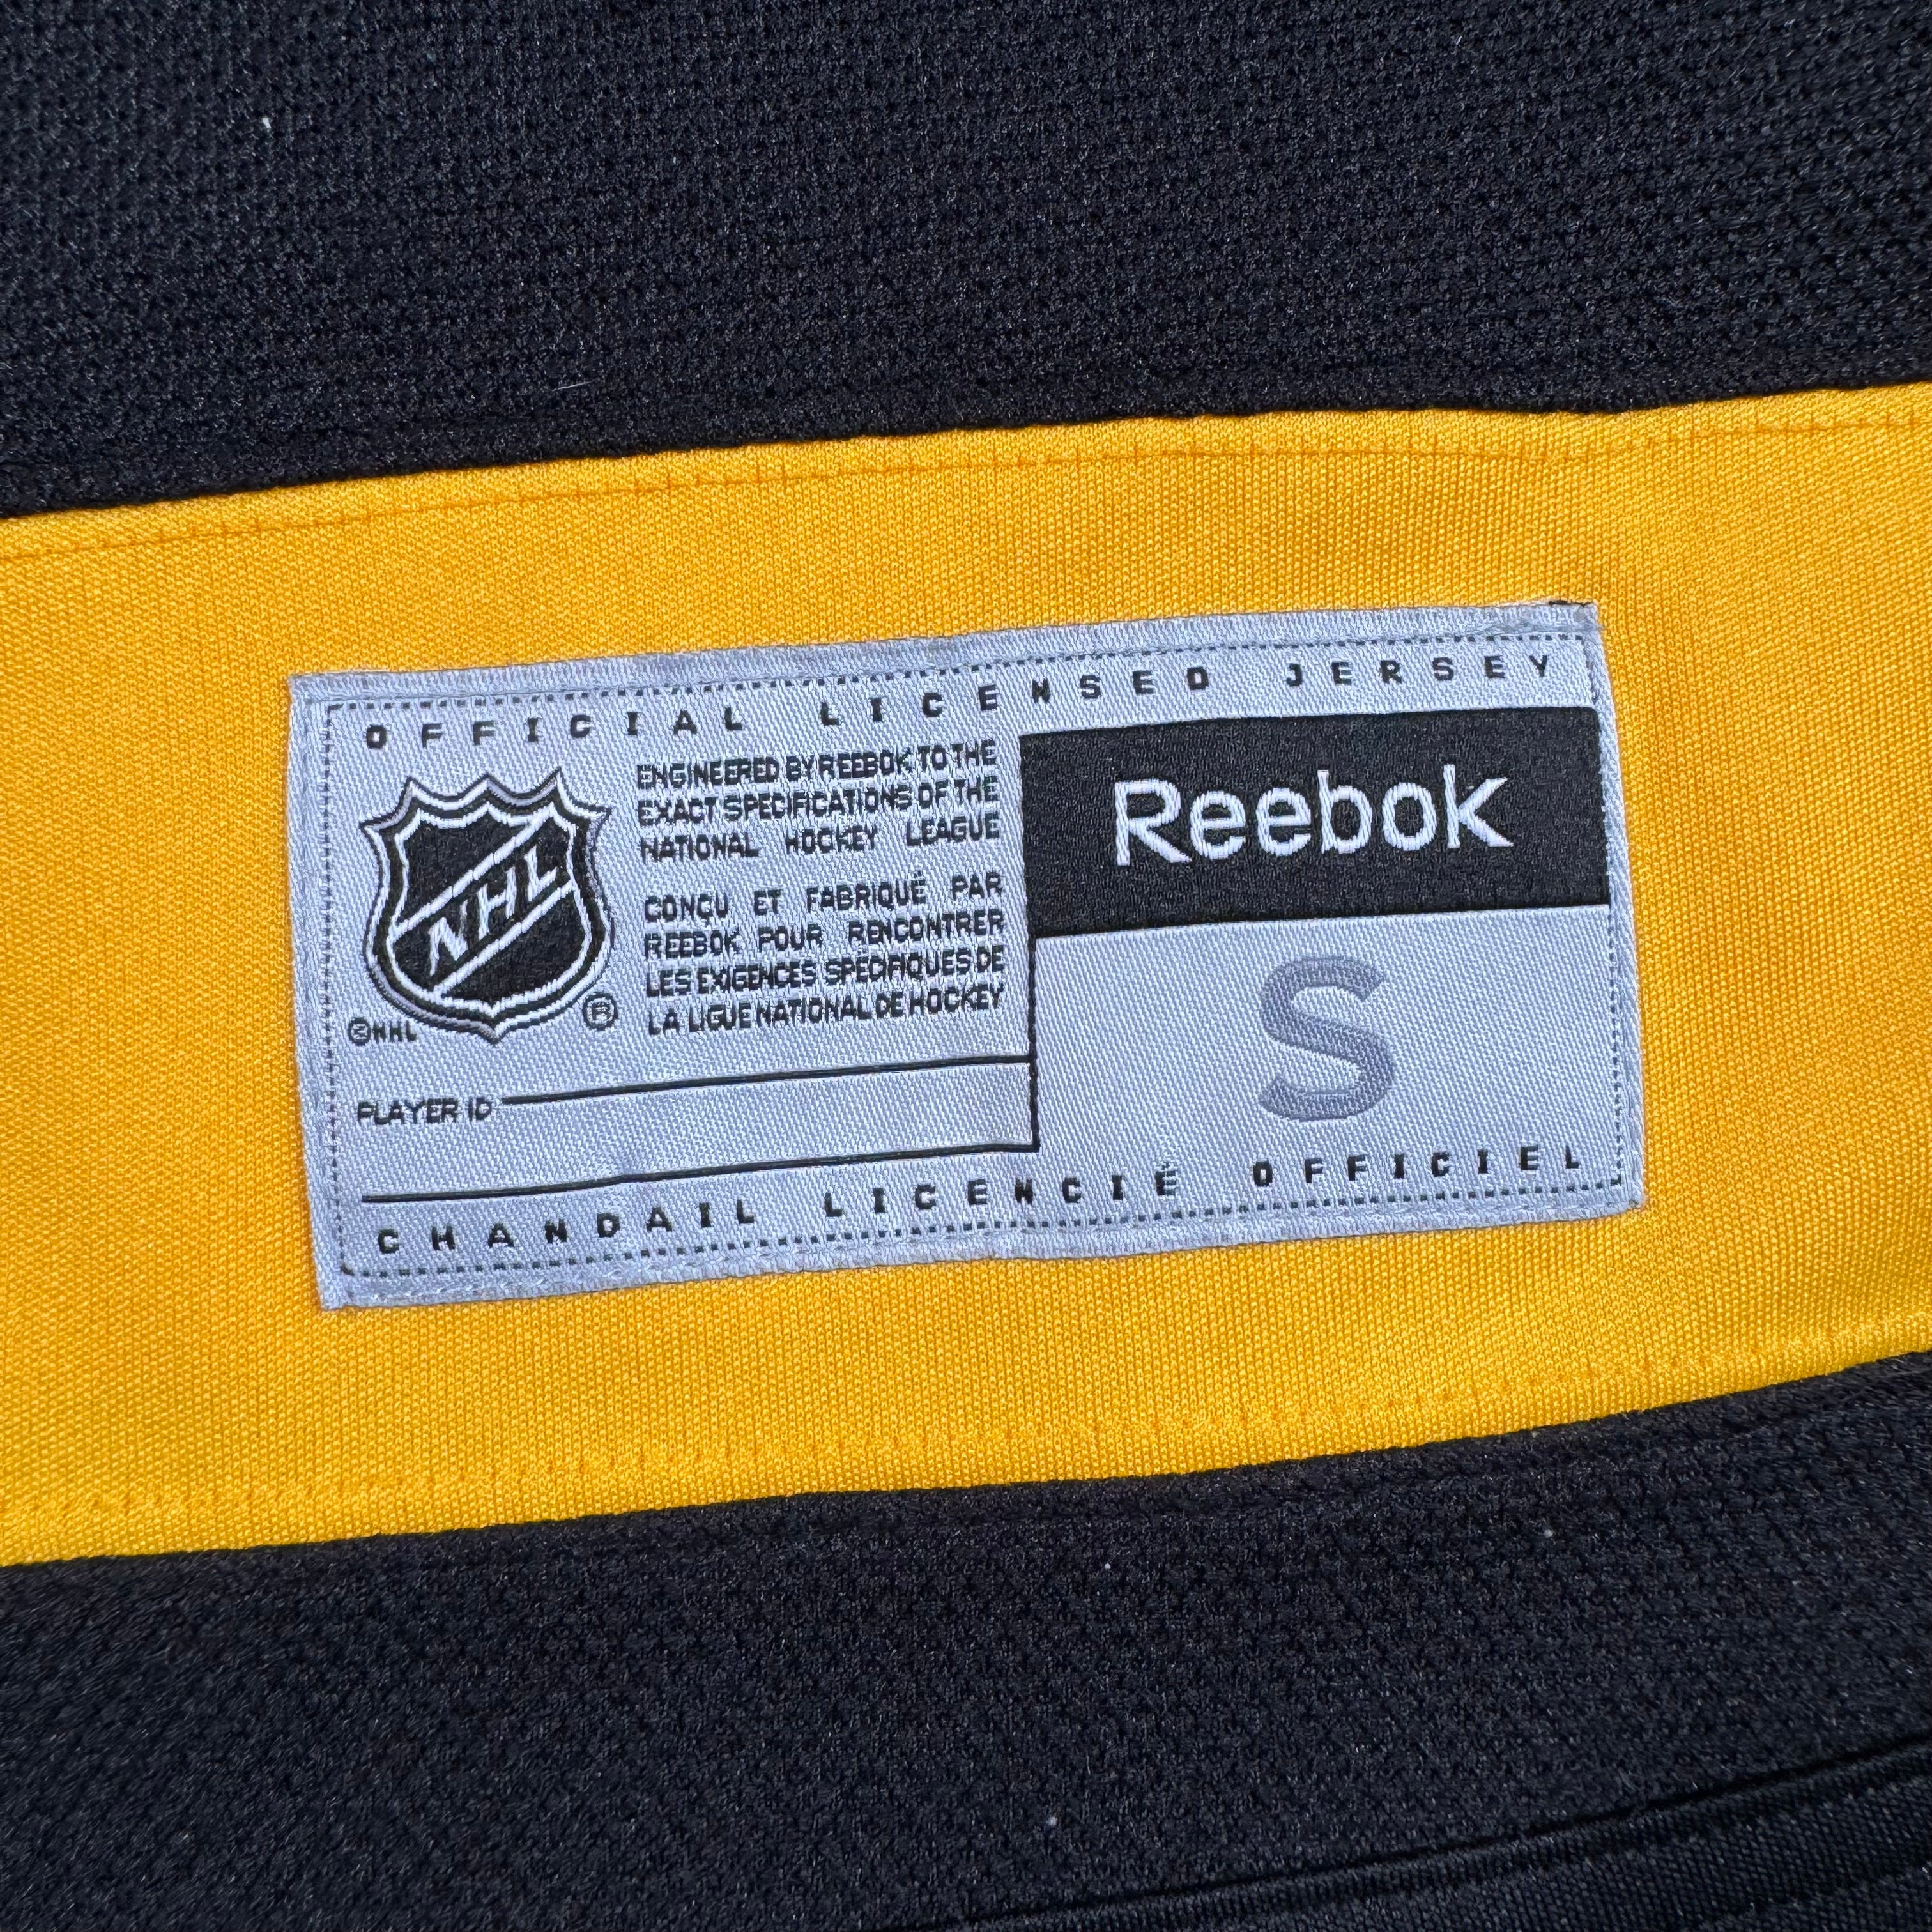 OFFICIAL LICENSED JERSEY
NHL
®
©NHL
ENGINEERED BY REEBOK TO THE
EXACT SPECIFICATIONS OF THE
NATIONAL HOCKEY LEAGUE
CONÇU ET FABRIQUÉ PAR
REEBOK POUR RENCONTRER
LES EXIGENCES SPÉCIFIQUES DE
LA LIGUE NATIONAL DE HOCKEY
Reebok
S
PLAYER ID
CHANDAIL LICENCIÉ OFFICIEL